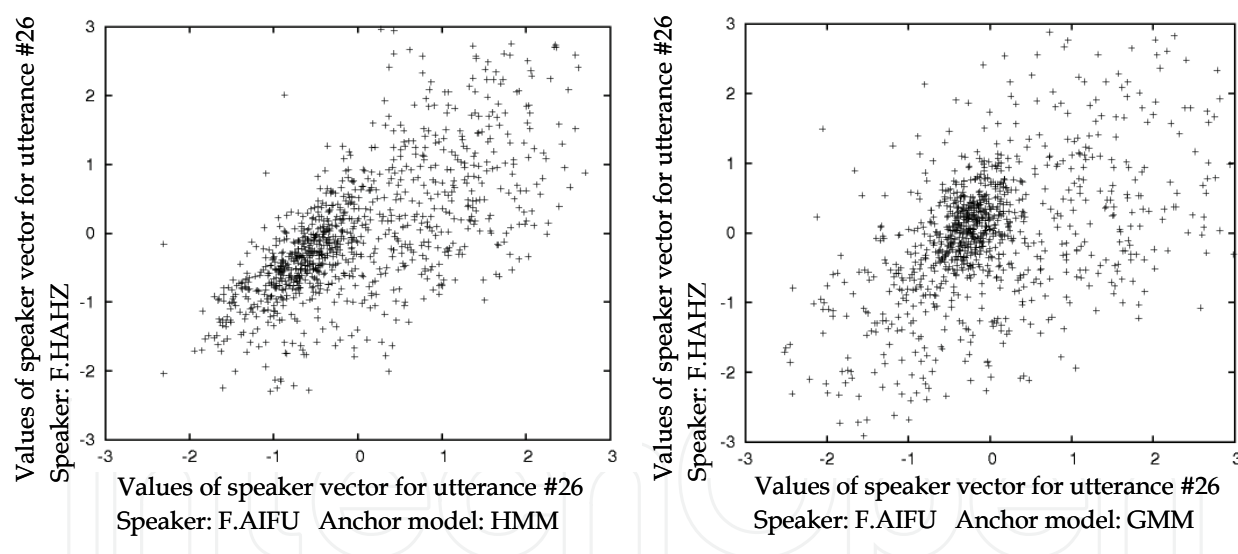 Values of speaker vector for utterance #26
Speaker: F.HAHZ
3
2
1
0
-1
-2
-3
-3 -2 -1 0 1 2 3
Values of speaker vector for utterance #26
Speaker: F.AIFU Anchor model: HMM
Values of speaker vector for utterance #26
Speaker: F.HAHZ
3
2
1
0
-1
-2
-3
-3 -2 -1 0 1 2 3
Values of speaker vector for utterance #26
Speaker: F.AIFU Anchor model: GMM